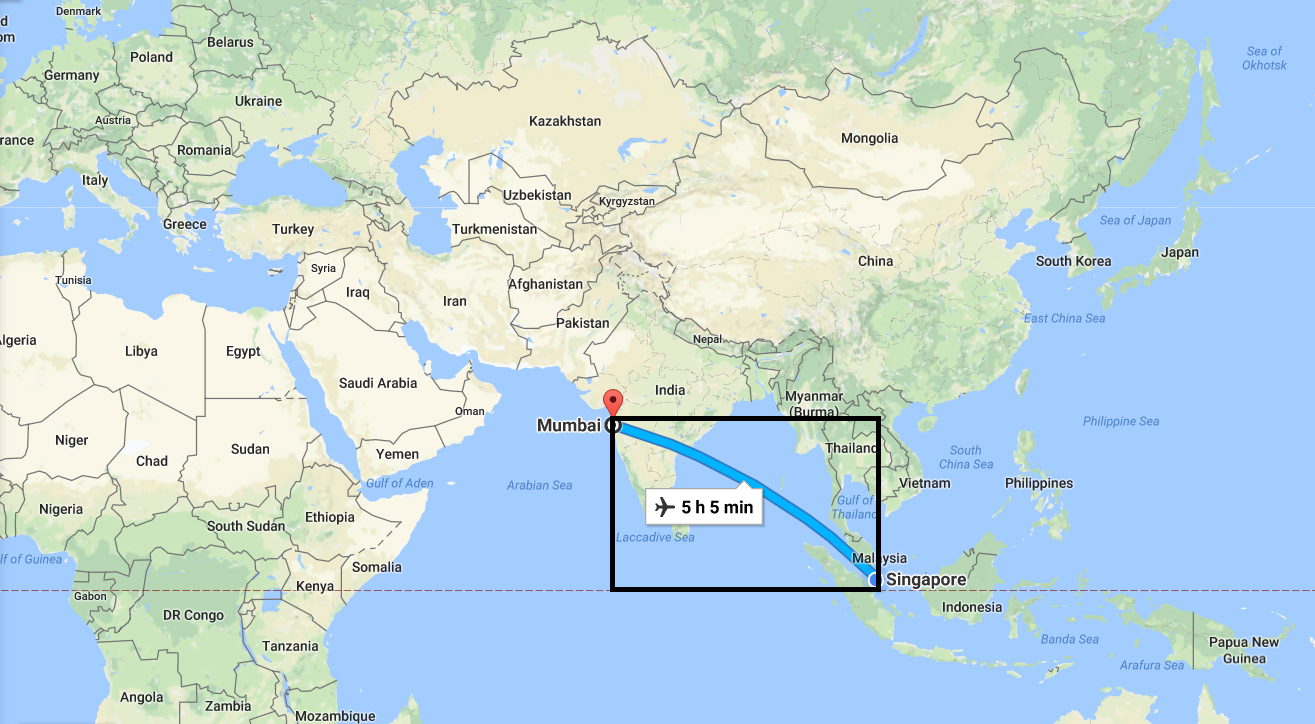 Denmark
d
om
Belarus
Poland
Germany
Ukraine
Austria
rance
Romania
Italy
Greece
Turkey
Tunisia
Syria
Iraq
Iran
Kazakhstan
Uzbekistan
Kyrgyzstan
Turkmenistan
Afghanistan
Pakistan
Mongolia
China
Nepal
India
Sea of
Okhotsk
Sea of Japan
South Korea
Japan
East China Sea
lgeria
Libya
Egypt
Saudi Arabia
Oman
Niger
Chad
Sudan
Yemen
Gulf of Aden
Arabian Sea
Mumbai
5 h 5 min
Laccadive Sea
Myanmar
(Burma)
Thailand
Gulf of
Thailand
Vietnam
South
China Sea
Philippine Sea
Philippines
Malaysia
Singapore
Indonesia
Banda Sea
Arafura Sea
Papua New
Guinea
Nigeria
South Sudan
Ethiopia
Somalia
lf of Guinea
Gabon
DR Congo
Kenya
Tanzania
Angola
Zambia
Mozambique